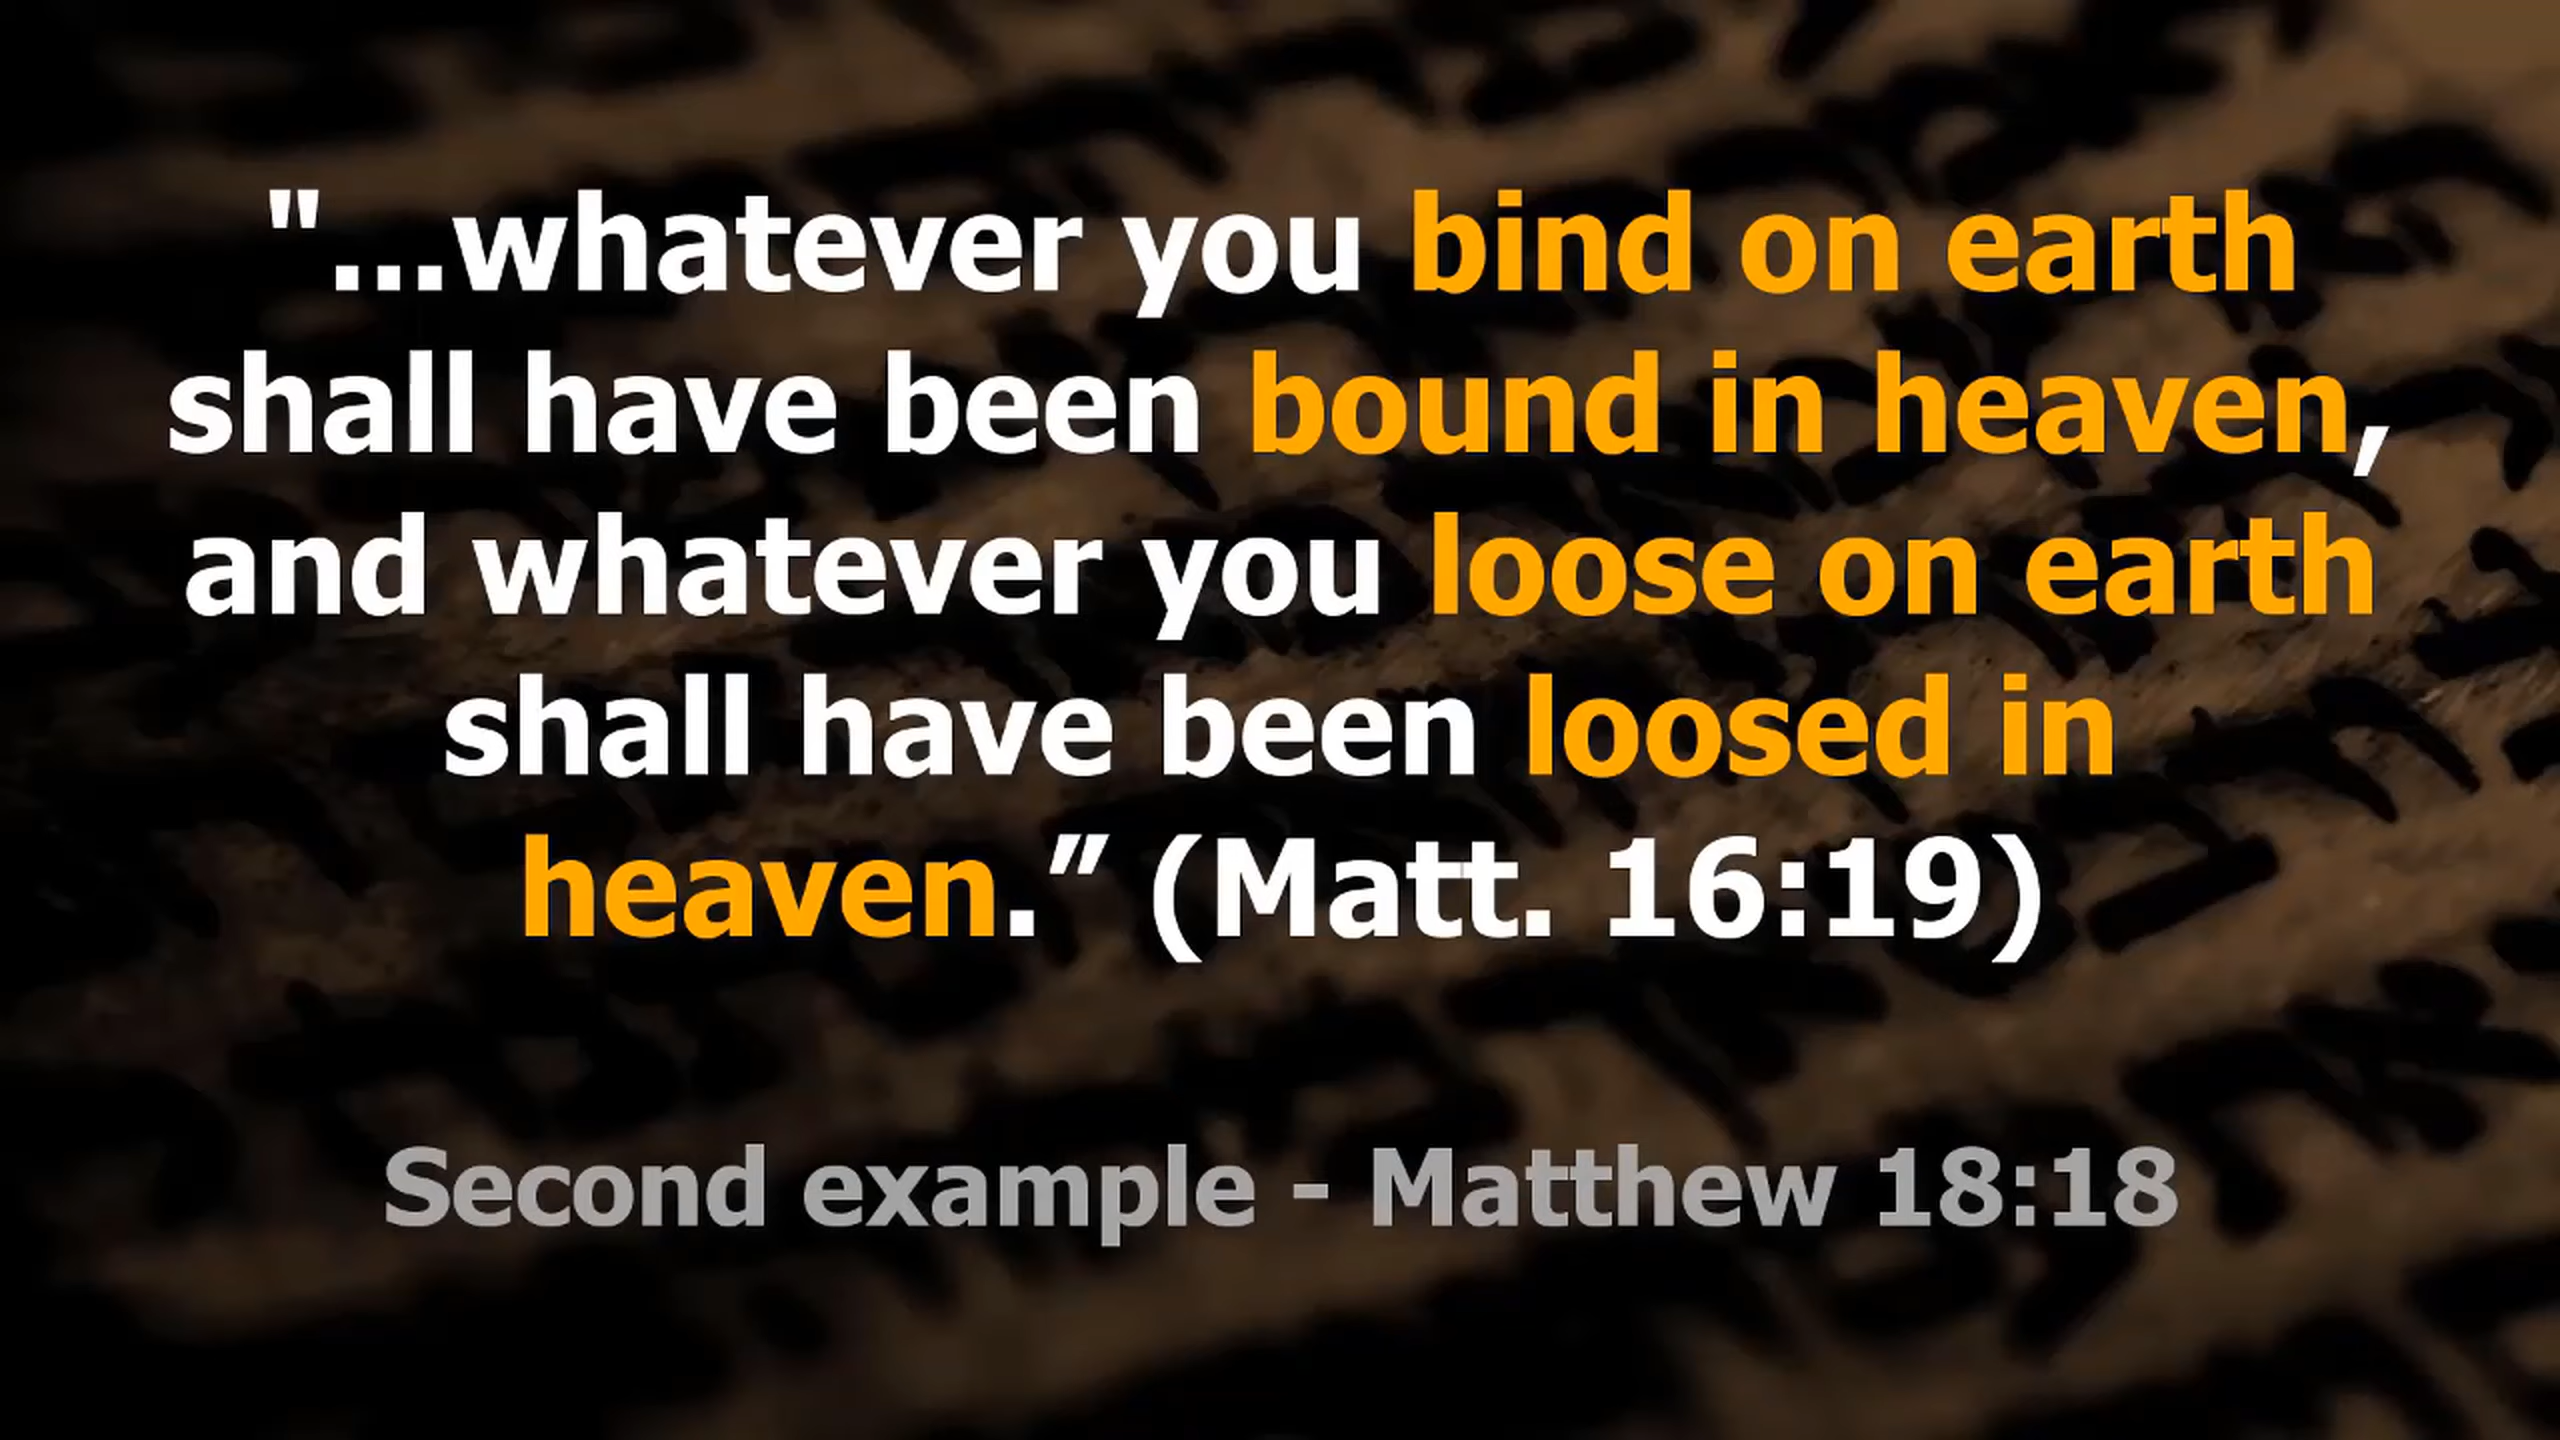 "...whatever you bind on earth
shall have been bound in heaven,
and whatever you loose on earth
shall have been loosed in
heaven.” (Matt. 16:19)
Second example - Matthew 18:18